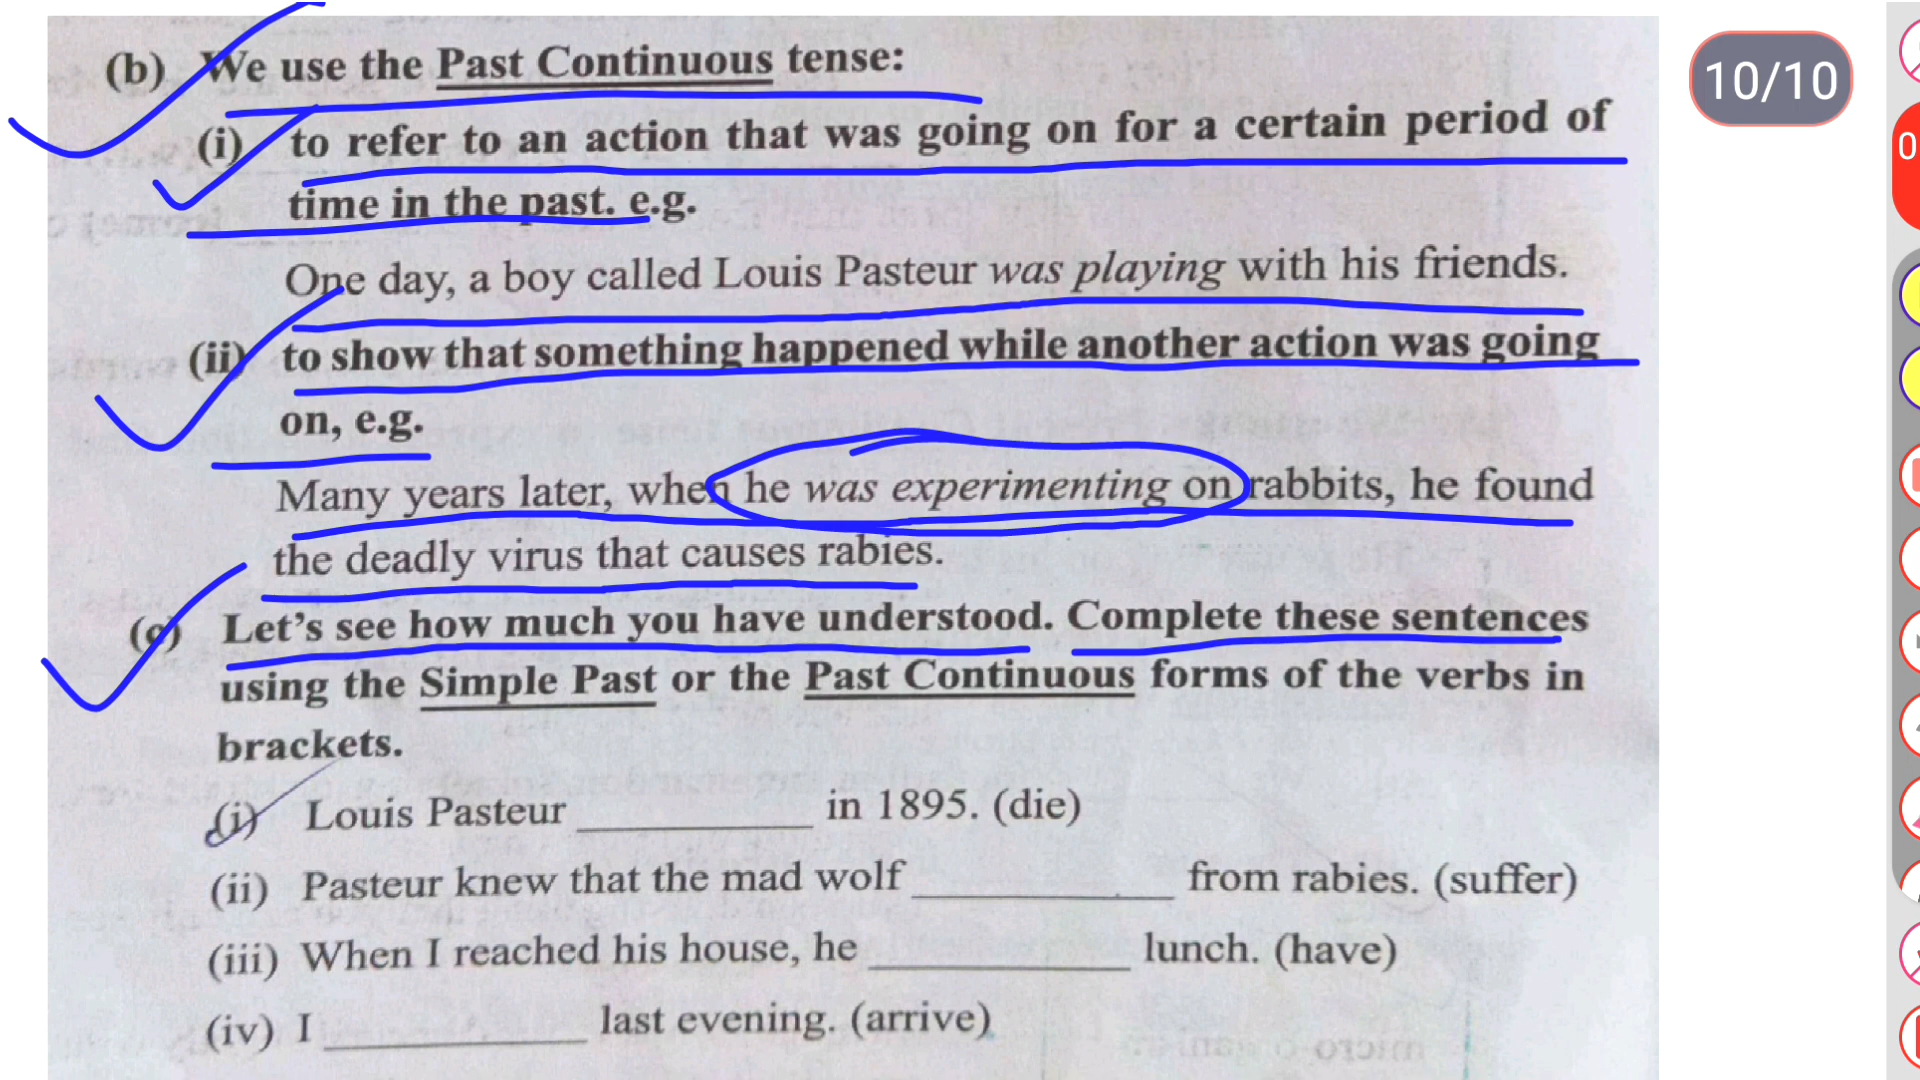 (b) We use the Past Continuous tense:
10/10
(i) to refer to an action that was going on for a certain period of
time in the past. e.g.
One day, a boy called Louis Pasteur was playing with his friends.
(ii) to show that something happened while another action was going
on, e.g.
Many years later, when he was experimenting on rabbits, he found
the deadly virus that causes rabies.
(c) Let's see how much you have understood. Complete these sentences
using the Simple Past or the Past Continuous forms of the verbs in
brackets.
(i) Louis Pasteur __________ in 1895. (die)
(ii) Pasteur knew that the mad wolf __________ from rabies. (suffer)
(iii) When I reached his house, he __________ lunch. (have)
(iv) I __________ last evening. (arrive)